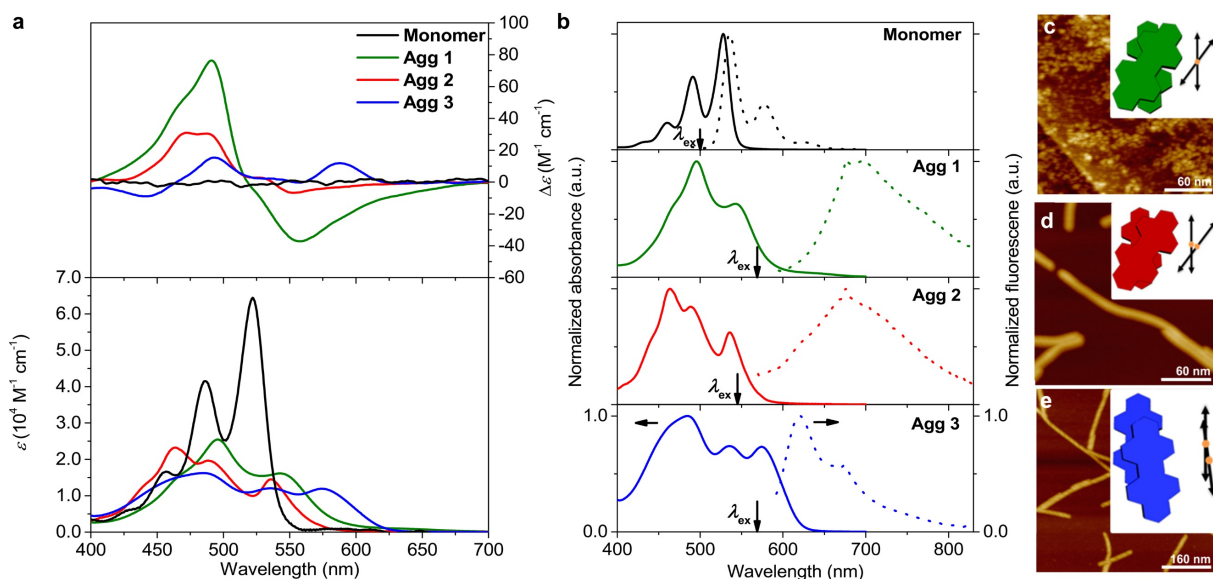 a
Monomer
Agg 1
Agg 2
Agg 3
100
80
60
40
20
0
-20
-40
-60
Δε (M⁻¹ cm⁻¹)
7.0
6.0
5.0
4.0
3.0
2.0
1.0
0.0
ε (10⁴ M⁻¹ cm⁻¹)
400 450 500 550 600 650 700
Wavelength (nm)
b
Monomer
λex
Agg 1
λex
Agg 2
λex
1.0 Agg 3 1.0
λex
0.0 0.0
400 450 500 550 600 650 700 750 800
Wavelength (nm)
Normalized absorbance (a.u.)
Normalized fluorescene (a.u.)
c
60 nm
d
60 nm
e
160 nm